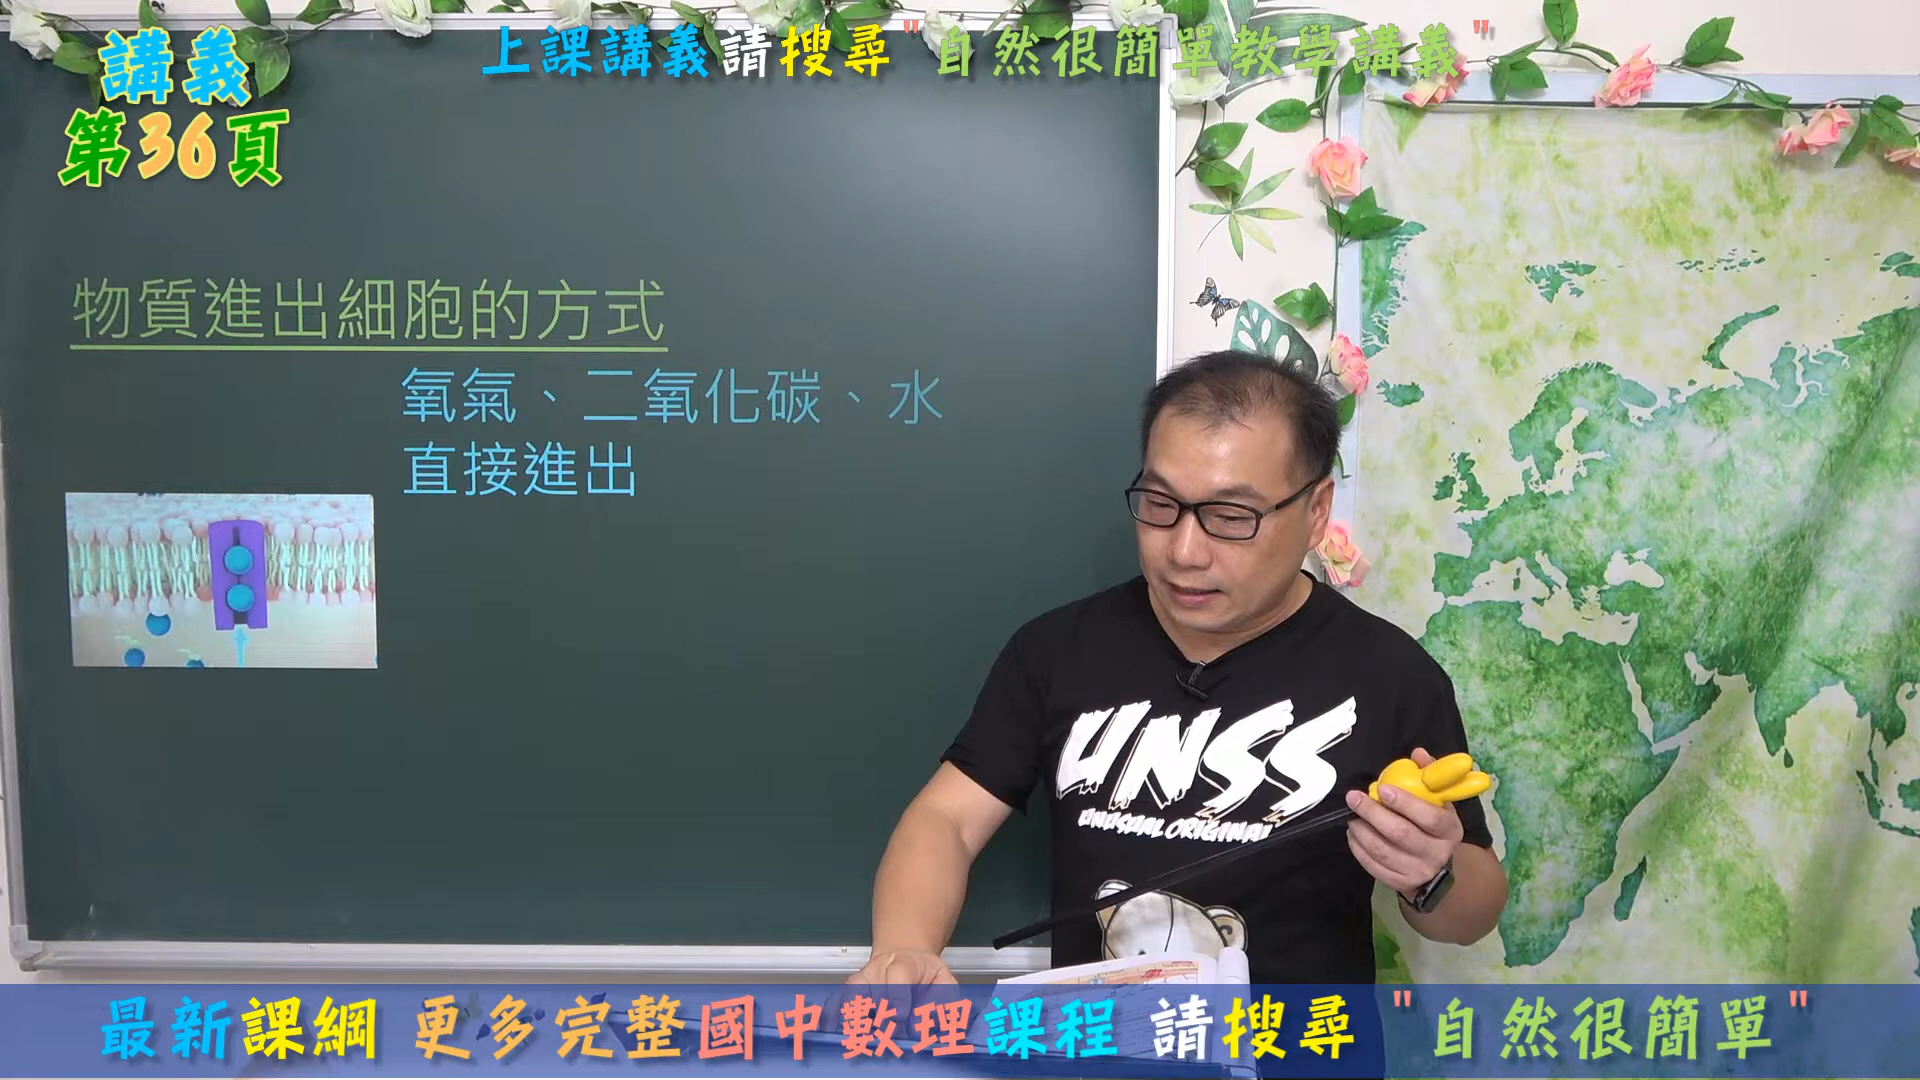 上課講義請搜尋"自然很簡單教學講義"
講義
第36頁
物質進出細胞的方式
氧氣、二氧化碳、水
直接進出
UNSS
UNUSUAL ORIGINAL
最新課綱 更多完整國中數理課程 請搜尋"自然很簡單"